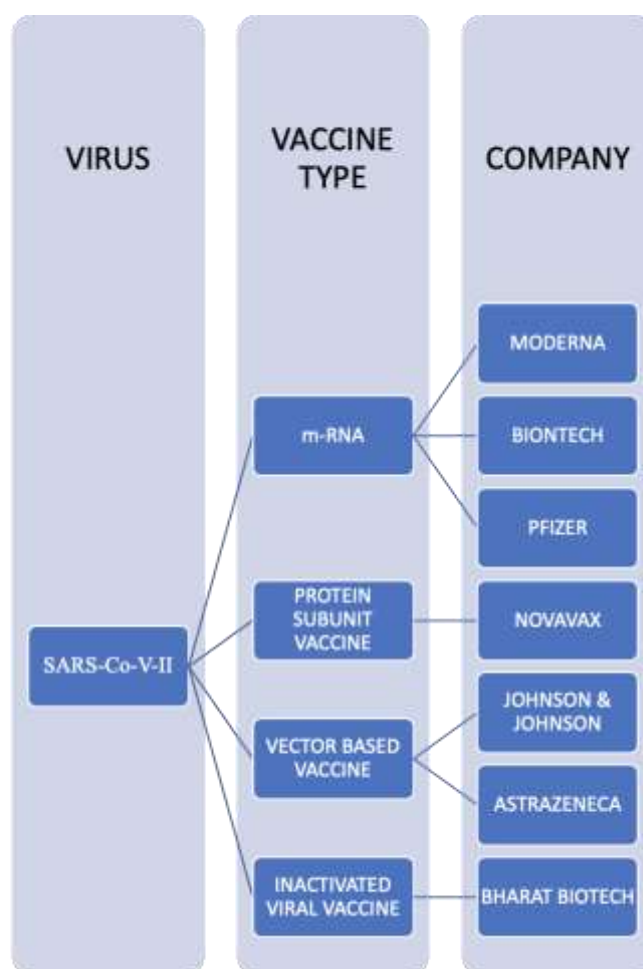 VIRUS
VACCINE
TYPE
COMPANY
MODERNA
m-RNA
BIONTECH
PFIZER
PROTEIN
SUBUNIT
VACCINE
NOVAVAX
SARS-Co-V-II
JOHNSON &
JOHNSON
VECTOR BASED
VACCINE
ASTRAZENECA
INACTIVATED
VIRAL VACCINE
BHARAT BIOTECH